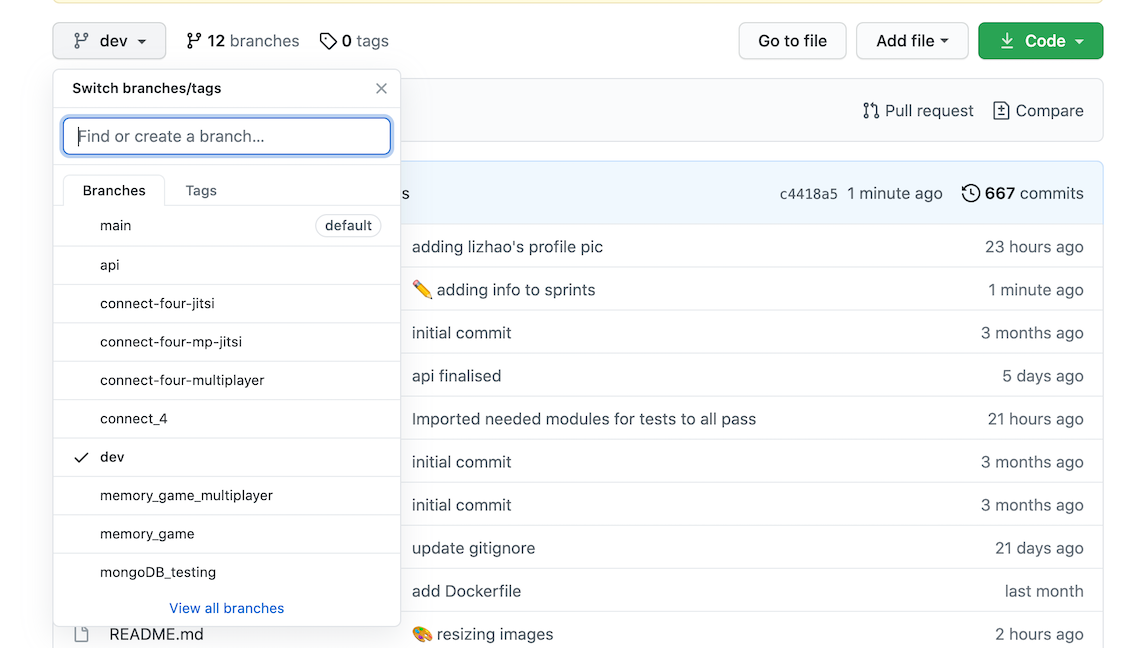 dev 12 branches 0 tags Go to file Add file Code
Switch branches/tags
Find or create a branch...
Pull request Compare
Branches Tags
s c4418a5 1 minute ago 667 commits
main default
adding lizhao's profile pic 23 hours ago
api
✏️ adding info to sprints 1 minute ago
connect-four-jitsi
initial commit 3 months ago
connect-four-mp-jitsi
connect-four-multiplayer
api finalised 5 days ago
connect_4
Imported needed modules for tests to all pass 21 hours ago
dev
initial commit 3 months ago
memory_game_multiplayer
initial commit 3 months ago
memory_game
update gitignore 21 days ago
mongoDB_testing
add Dockerfile last month
View all branches
README.md 🎨 resizing images 2 hours ago